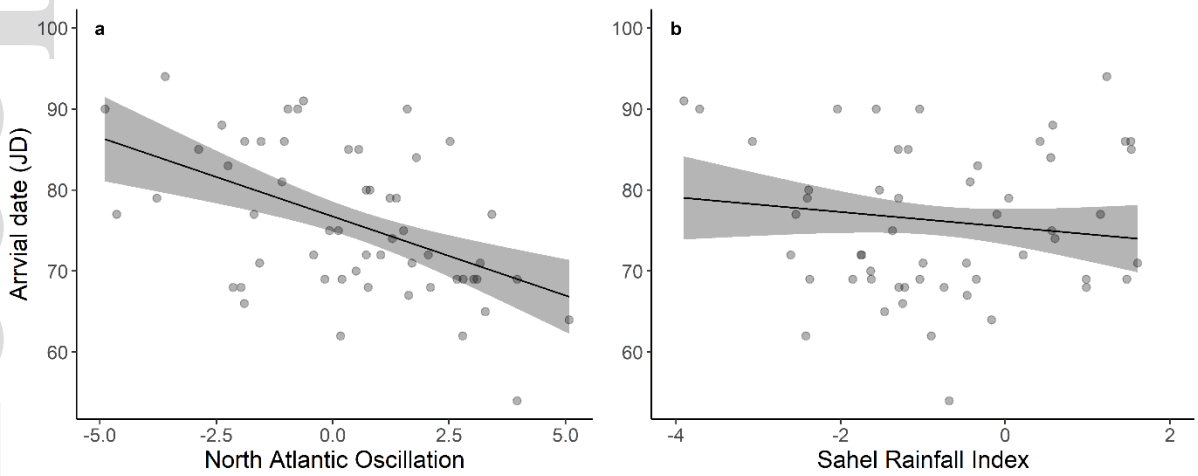 a
100
90
80
70
60
Arrvial date (JD)
-5.0 -2.5 0.0 2.5 5.0
North Atlantic Oscillation
b
100
90
80
70
60
-4 -2 0 2
Sahel Rainfall Index